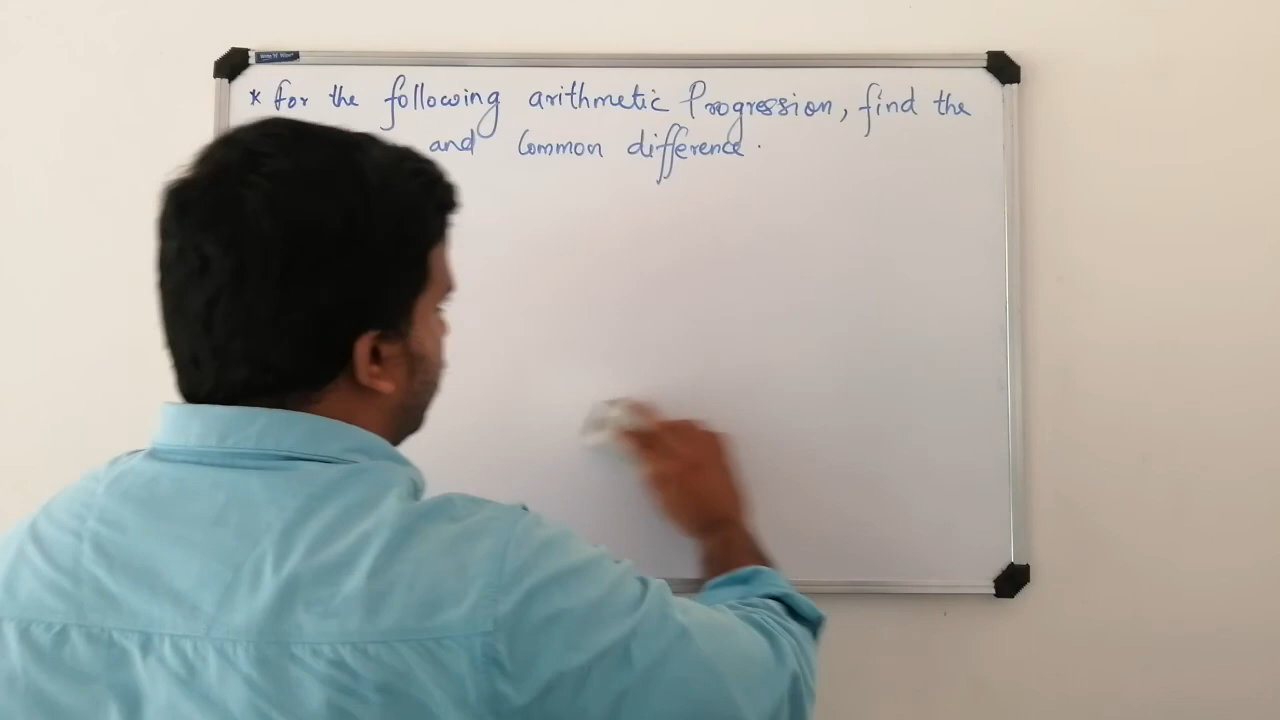 * For the following arithmetic Progression, find the
and Common difference.